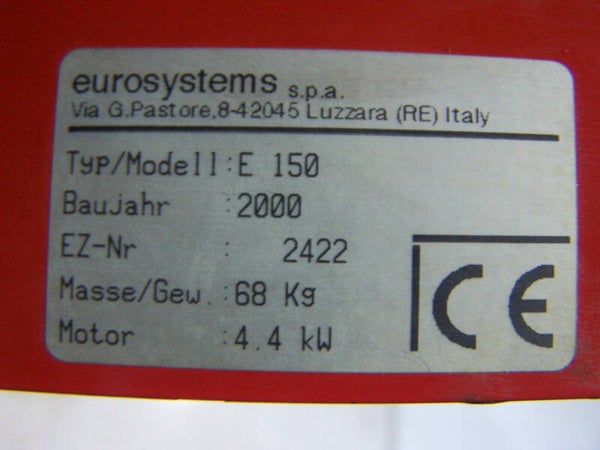 eurosystems s.p.a.
Via G.Pastore,8-42045 Luzzara (RE) Italy
Typ/Modell:E 150
Baujahr :2000
EZ-Nr : 2422
Masse/Gew.:68 Kg
Motor :4.4 kW
CE